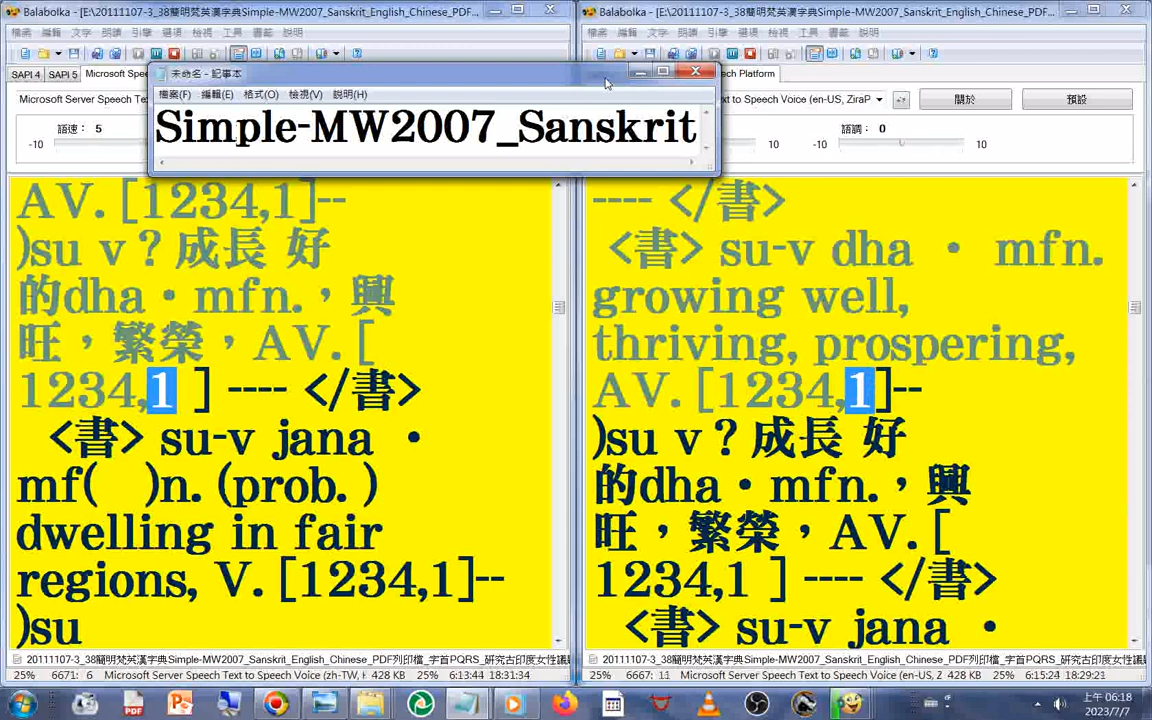 Balabolka - [E:\20111107-3_38簡明梵英漢字典Simple-MW2007_Sanskrit_English_Chinese_PDF...
檔案 編輯 文字 朗讀 引擎 選項 檢視 工具 書籤 說明
SAPI 4 SAPI 5 Microsoft Speech
Microsoft Server Speech Text
語速： 5
-10
AV. [1234,1]--
)su v？成長 好
的dha・mfn.，興
旺，繁榮，AV. [
1234,1 ] ---- </書>
<書> su-v jana ・
mf( )n. (prob. )
dwelling in fair
regions, V. [1234,1]--
)su
20111107-3_38簡明梵英漢字典Simple-MW2007_Sanskrit_English_Chinese_PDF列印檔_字首PQRS_研究古印度女性議
25% 6671: 6 Microsoft Server Speech Text to Speech Voice (zh-TW, H 428 KB 6:13:44 18:31:34
未命名 - 記事本
檔案(F) 編輯(E) 格式(O) 檢視(V) 說明(H)
Simple-MW2007_Sanskrit
Balabolka - [E:\20111107-3_38簡明梵英漢字典Simple-MW2007_Sanskrit_English_Chinese_PDF...
檔案 編輯 文字 朗讀 引擎 選項 檢視 工具 書籤 說明
ech Platform
xt to Speech Voice (en-US, ZiraP 關於 預設
語調： 0
10 -10 10
---- </書>
<書> su-v dha ・ mfn.
growing well,
thriving, prospering,
AV. [1234,1]--
)su v？成長 好
的dha・mfn.，興
旺，繁榮，AV. [
1234,1 ] ---- </書>
<書> su-v jana ・
20111107-3_38簡明梵英漢字典Simple-MW2007_Sanskrit_English_Chinese_PDF列印檔_字首PQRS_研究古印度女性議
25% 6667: 11 Microsoft Server Speech Text to Speech Voice (en-US, Z 428 KB 6:15:24 18:29:21
上午 06:18
2023/7/7